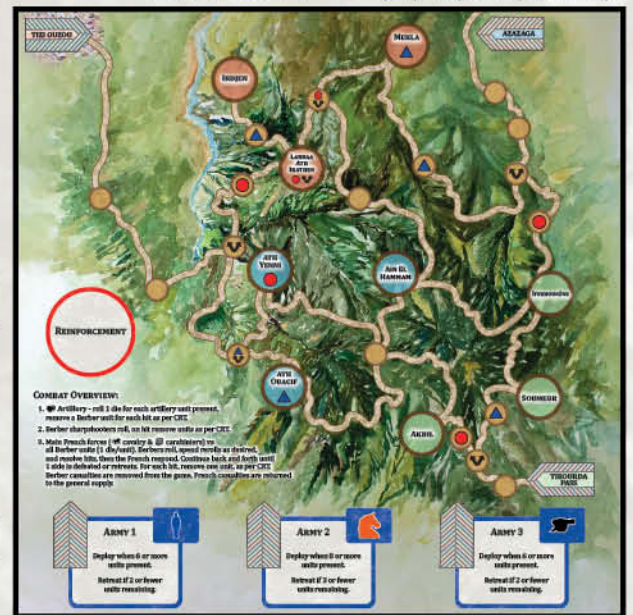 TIZI OUZOU
AZAZAGA
MEKLA
IRDJEN
LARBAA
ATH
IRATHEN
ATH
YENNI
AIN EL
HAMMAM
REINFORCEMENT
ATH
OUACIF
SOUMEUR
AKBIL
TIROURDA
PASS
COMBAT OVERVIEW:
1. Artillery - roll 1 die for each artillery unit present,
remove a Berber unit for each hit as per CRT.
2. Berber sharpshooters roll, on hit remove units as per CRT.
3. Main French forces ( cavalry & carabiniers) vs
all Berber units (1 die/unit). Berbers roll, spend rerolls as desired,
and resolve hits, then the French respond. Continue back and forth until
1 side is defeated or retreats. For each hit, remove one unit, as per CRT.
Berber casualties are removed from the game. French casualties are returned
to the general supply.
ARMY 1
Deploy when 6 or more
units present.
Retreat if 2 or fewer
units remaining.
ARMY 2
Deploy when 8 or more
units present.
Retreat if 3 or fewer
units remaining.
ARMY 3
Deploy when 6 or more
units present.
Retreat if 2 or fewer
units remaining.